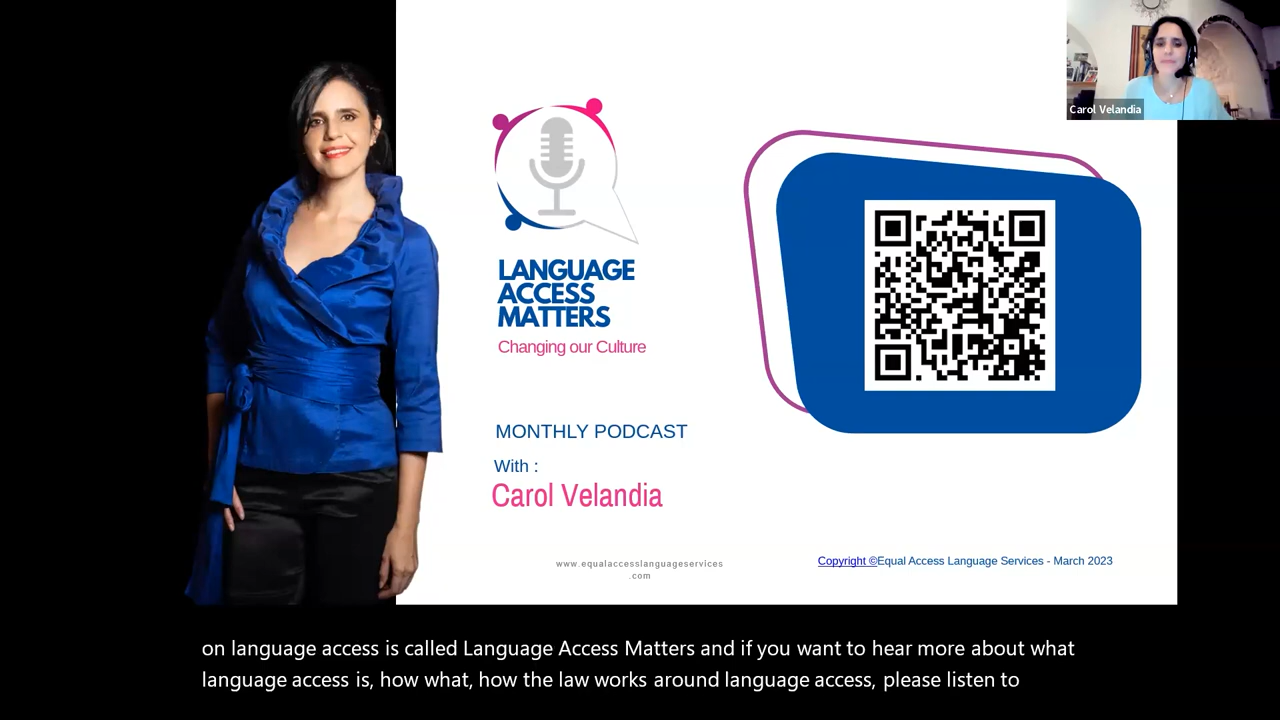 Carol Velandia
LANGUAGE
ACCESS
MATTERS
Changing our Culture
MONTHLY PODCAST
With :
Carol Velandia
www.equalaccesslanguageservices
.com
Copyright ©Equal Access Language Services - March 2023
on language access is called Language Access Matters and if you want to hear more about what
language access is, how what, how the law works around language access, please listen to